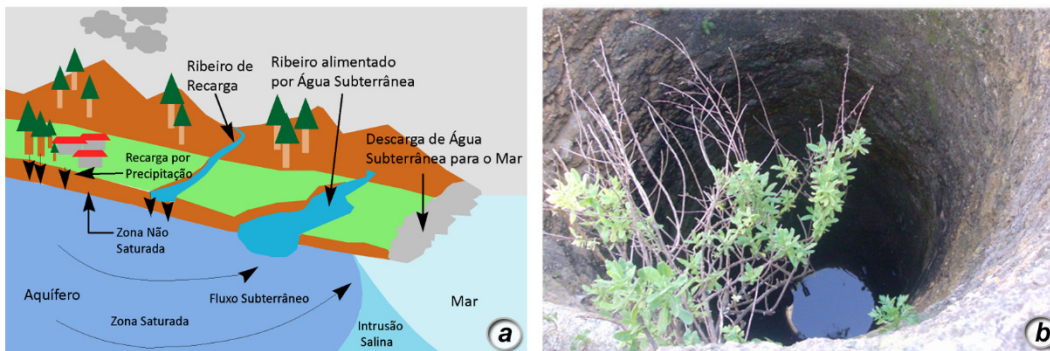 Ribeiro de
Recarga
Ribeiro alimentado
por Água Subterrânea
Descarga de Água
Subterrânea para o Mar
Recarga por
Precipitação
Zona Não
Saturada
Aquífero
Fluxo Subterrâneo
Zona Saturada
Mar
Intrusão
Salina
a
b